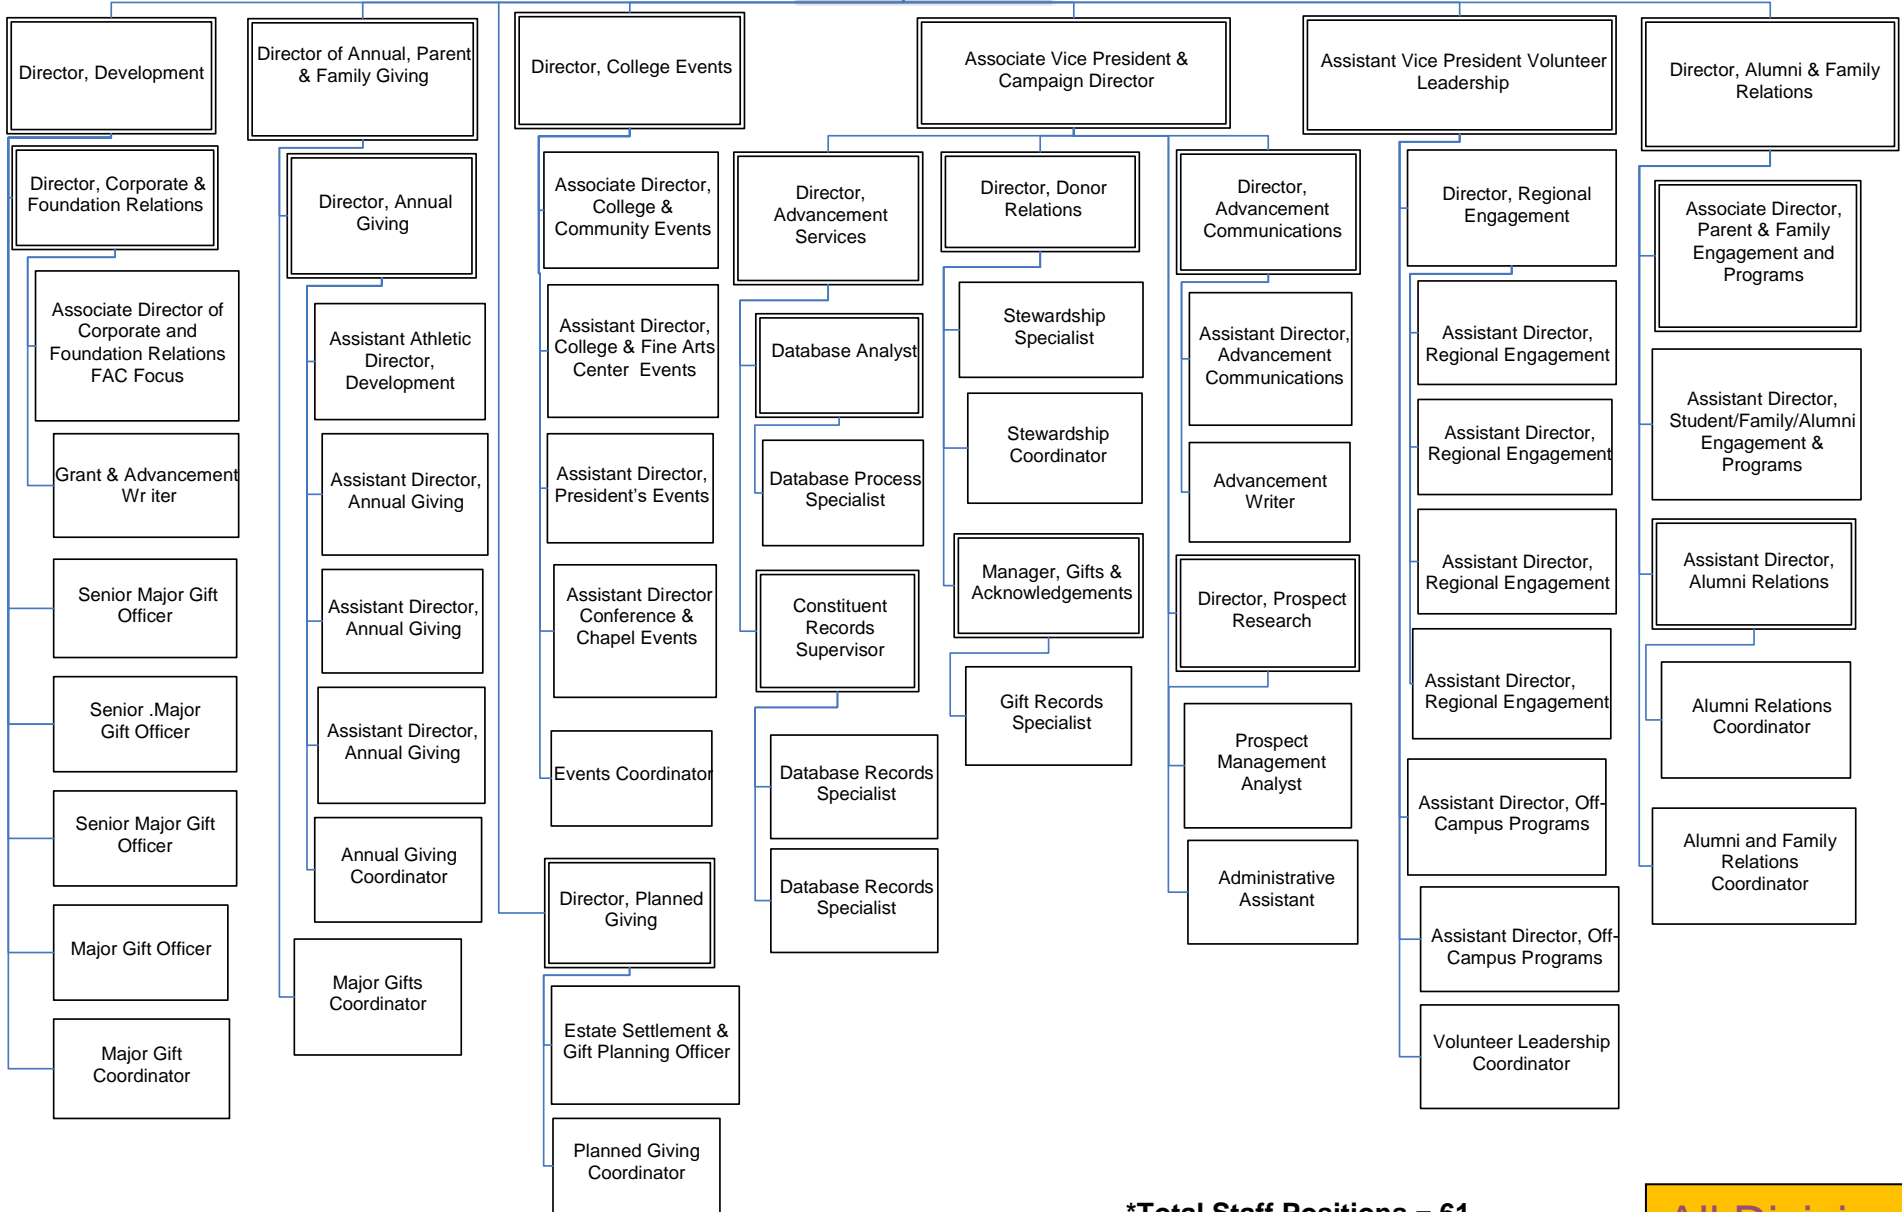 Director, Development
Director of Annual, Parent
& Family Giving
Director, College Events
Associate Vice President &
Campaign Director
Assistant Vice President Volunteer
Leadership
Director, Alumni & Family
Relations
Director, Corporate &
Foundation Relations
Associate Director of
Corporate and
Foundation Relations
FAC Focus
Grant & Advancement
Wr iter
Senior Major Gift
Officer
Senior .Major
Gift Officer
Senior Major Gift
Officer
Major Gift Officer
Major Gift
Coordinator
Director, Annual
Giving
Assistant Athletic
Director,
Development
Assistant Director,
Annual Giving
Assistant Director,
Annual Giving
Assistant Director,
Annual Giving
Annual Giving
Coordinator
Major Gifts
Coordinator
Associate Director,
College &
Community Events
Assistant Director,
College & Fine Arts
Center Events
Assistant Director,
President’s Events
Assistant Director
Conference &
Chapel Events
Events Coordinator
Director, Planned
Giving
Estate Settlement &
Gift Planning Officer
Planned Giving
Coordinator
Director,
Advancement
Services
Database Analyst
Database Process
Specialist
Constituent
Records
Supervisor
Database Records
Specialist
Database Records
Specialist
Director, Donor
Relations
Stewardship
Specialist
Stewardship
Coordinator
Manager, Gifts &
Acknowledgements
Gift Records
Specialist
Director,
Advancement
Communications
Assistant Director,
Advancement
Communications
Advancement
Writer
Director, Prospect
Research
Prospect
Management
Analyst
Administrative
Assistant
Director, Regional
Engagement
Assistant Director,
Regional Engagement
Assistant Director,
Regional Engagement
Assistant Director,
Regional Engagement
Assistant Director,
Regional Engagement
Assistant Director, Off-
Campus Programs
Assistant Director, Off-
Campus Programs
Volunteer Leadership
Coordinator
Associate Director,
Parent & Family
Engagement and
Programs
Assistant Director,
Student/Family/Alumni
Engagement &
Programs
Assistant Director,
Alumni Relations
Alumni Relations
Coordinator
Alumni and Family
Relations
Coordinator
*Total Staff Positions = 61
All